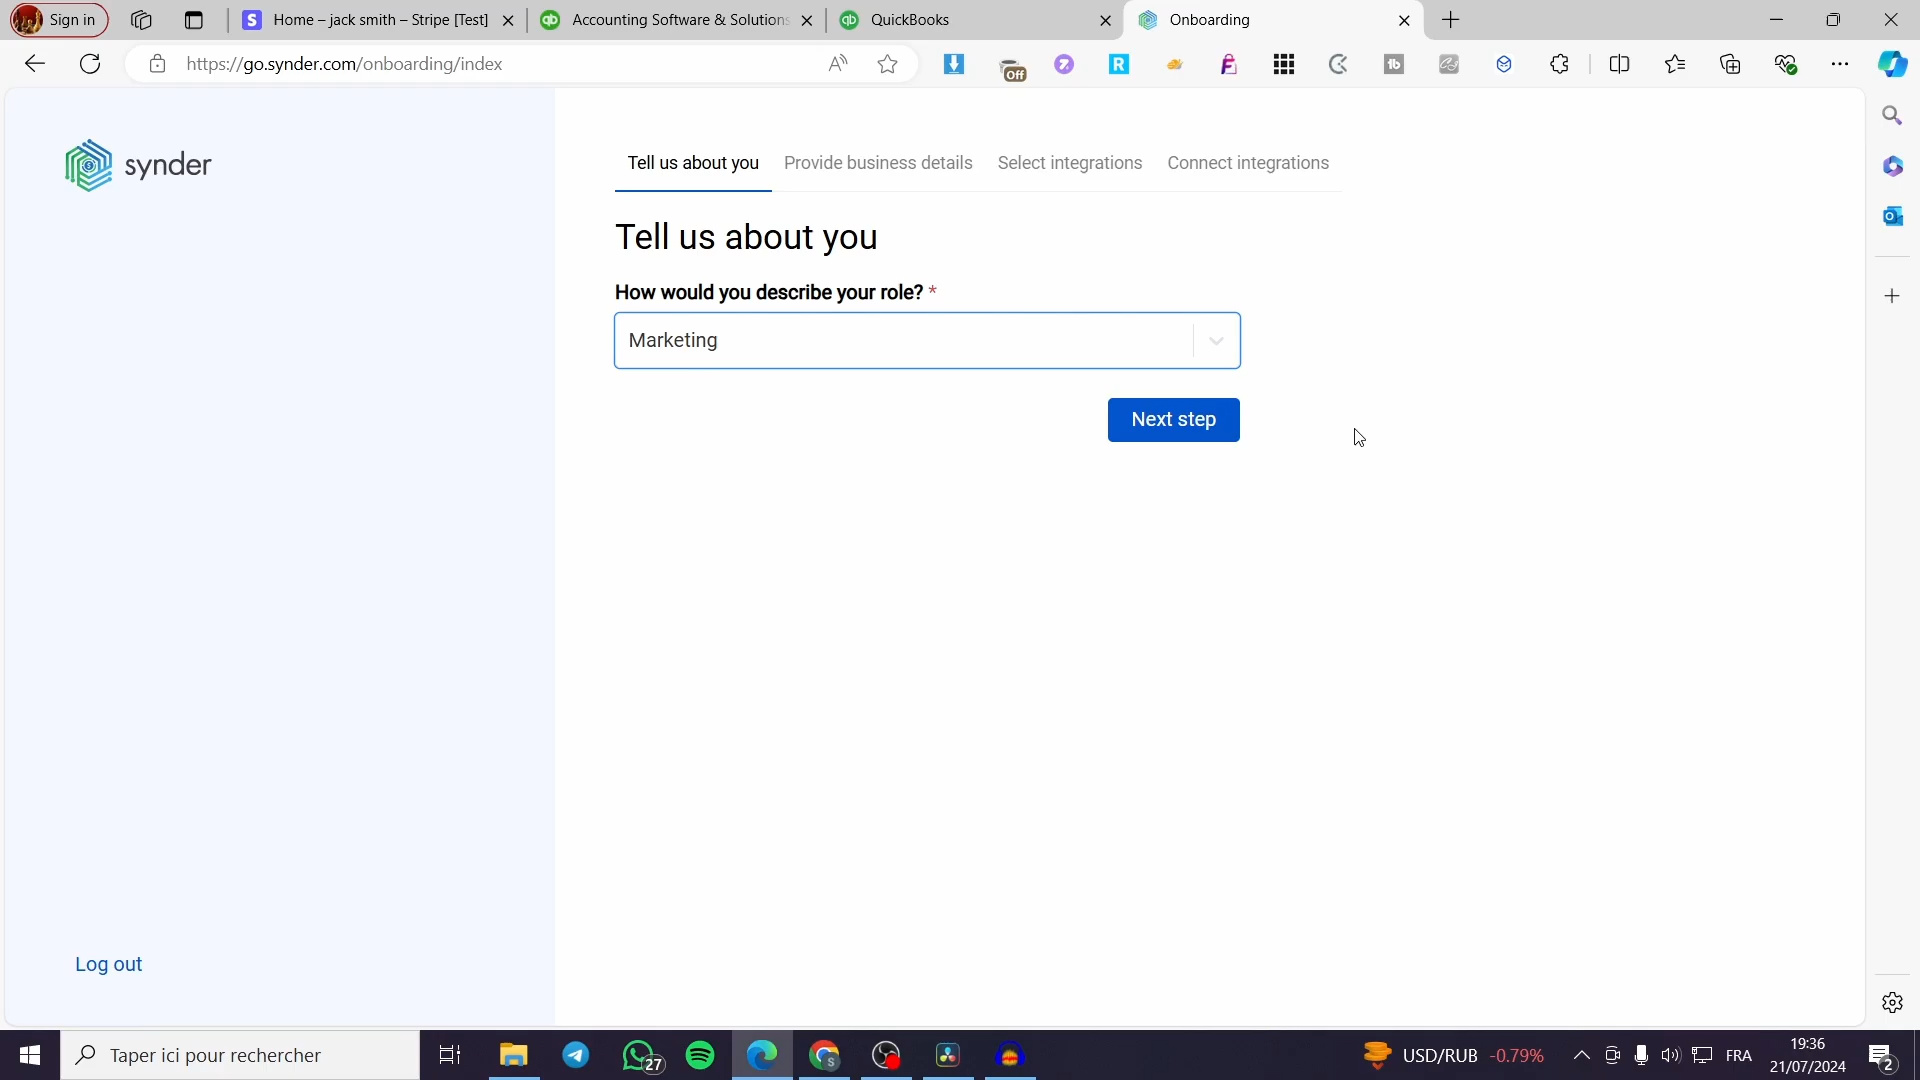 Sign in
Home – jack smith – Stripe [Test]
Accounting Software & Solutions
QuickBooks
Onboarding
https://go.synder.com/onboarding/index
Off
synder
Tell us about you
Provide business details
Select integrations
Connect integrations
Tell us about you
How would you describe your role? *
Marketing
Next step
Log out
Taper ici pour rechercher
27
USD/RUB -0.79%
FRA
19:36
21/07/2024
2